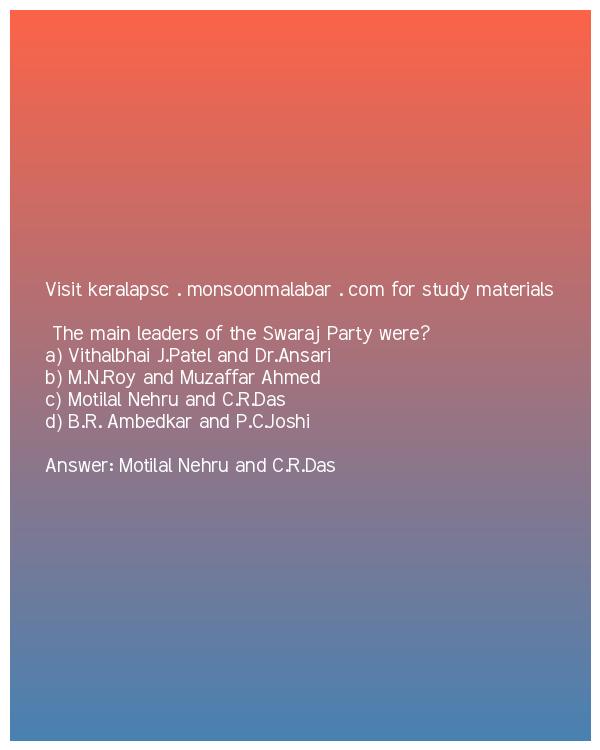 Visit keralapsc . monsoonmalabar . com for study materials
The main leaders of the Swaraj Party were?
a) Vithalbhai J.Patel and Dr.Ansari
b) M.N.Roy and Muzaffar Ahmed
c) Motilal Nehru and C.R.Das
d) B.R. Ambedkar and P.C.Joshi
Answer: Motilal Nehru and C.R.Das